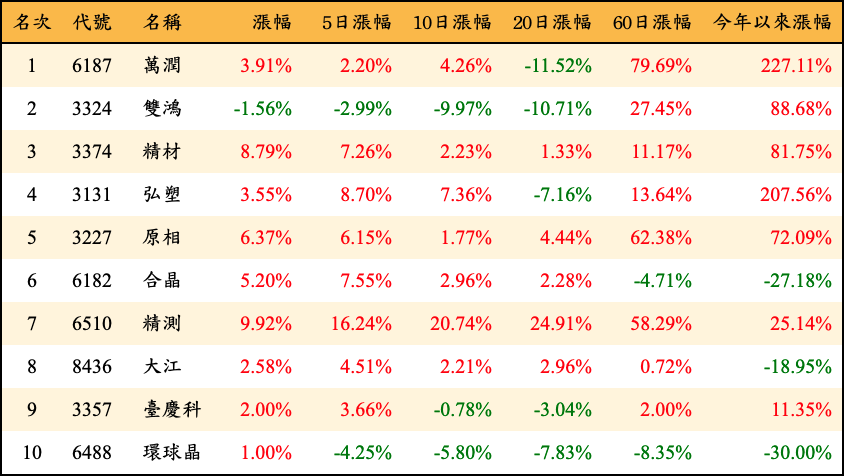 名次 代號 名稱 漲幅 5日漲幅 10日漲幅 20日漲幅 60日漲幅 今年以來漲幅
1 6187 萬潤 3.91% 2.20% 4.26% -11.52% 79.69% 227.11%
2 3324 雙鴻 -1.56% -2.99% -9.97% -10.71% 27.45% 88.68%
3 3374 精材 8.79% 7.26% 2.23% 1.33% 11.17% 81.75%
4 3131 弘塑 3.55% 8.70% 7.36% -7.16% 13.64% 207.56%
5 3227 原相 6.37% 6.15% 1.77% 4.44% 62.38% 72.09%
6 6182 合晶 5.20% 7.55% 2.96% 2.28% -4.71% -27.18%
7 6510 精測 9.92% 16.24% 20.74% 24.91% 58.29% 25.14%
8 8436 大江 2.58% 4.51% 2.21% 2.96% 0.72% -18.95%
9 3357 臺慶科 2.00% 3.66% -0.78% -3.04% 2.00% 11.35%
10 6488 環球晶 1.00% -4.25% -5.80% -7.83% -8.35% -30.00%